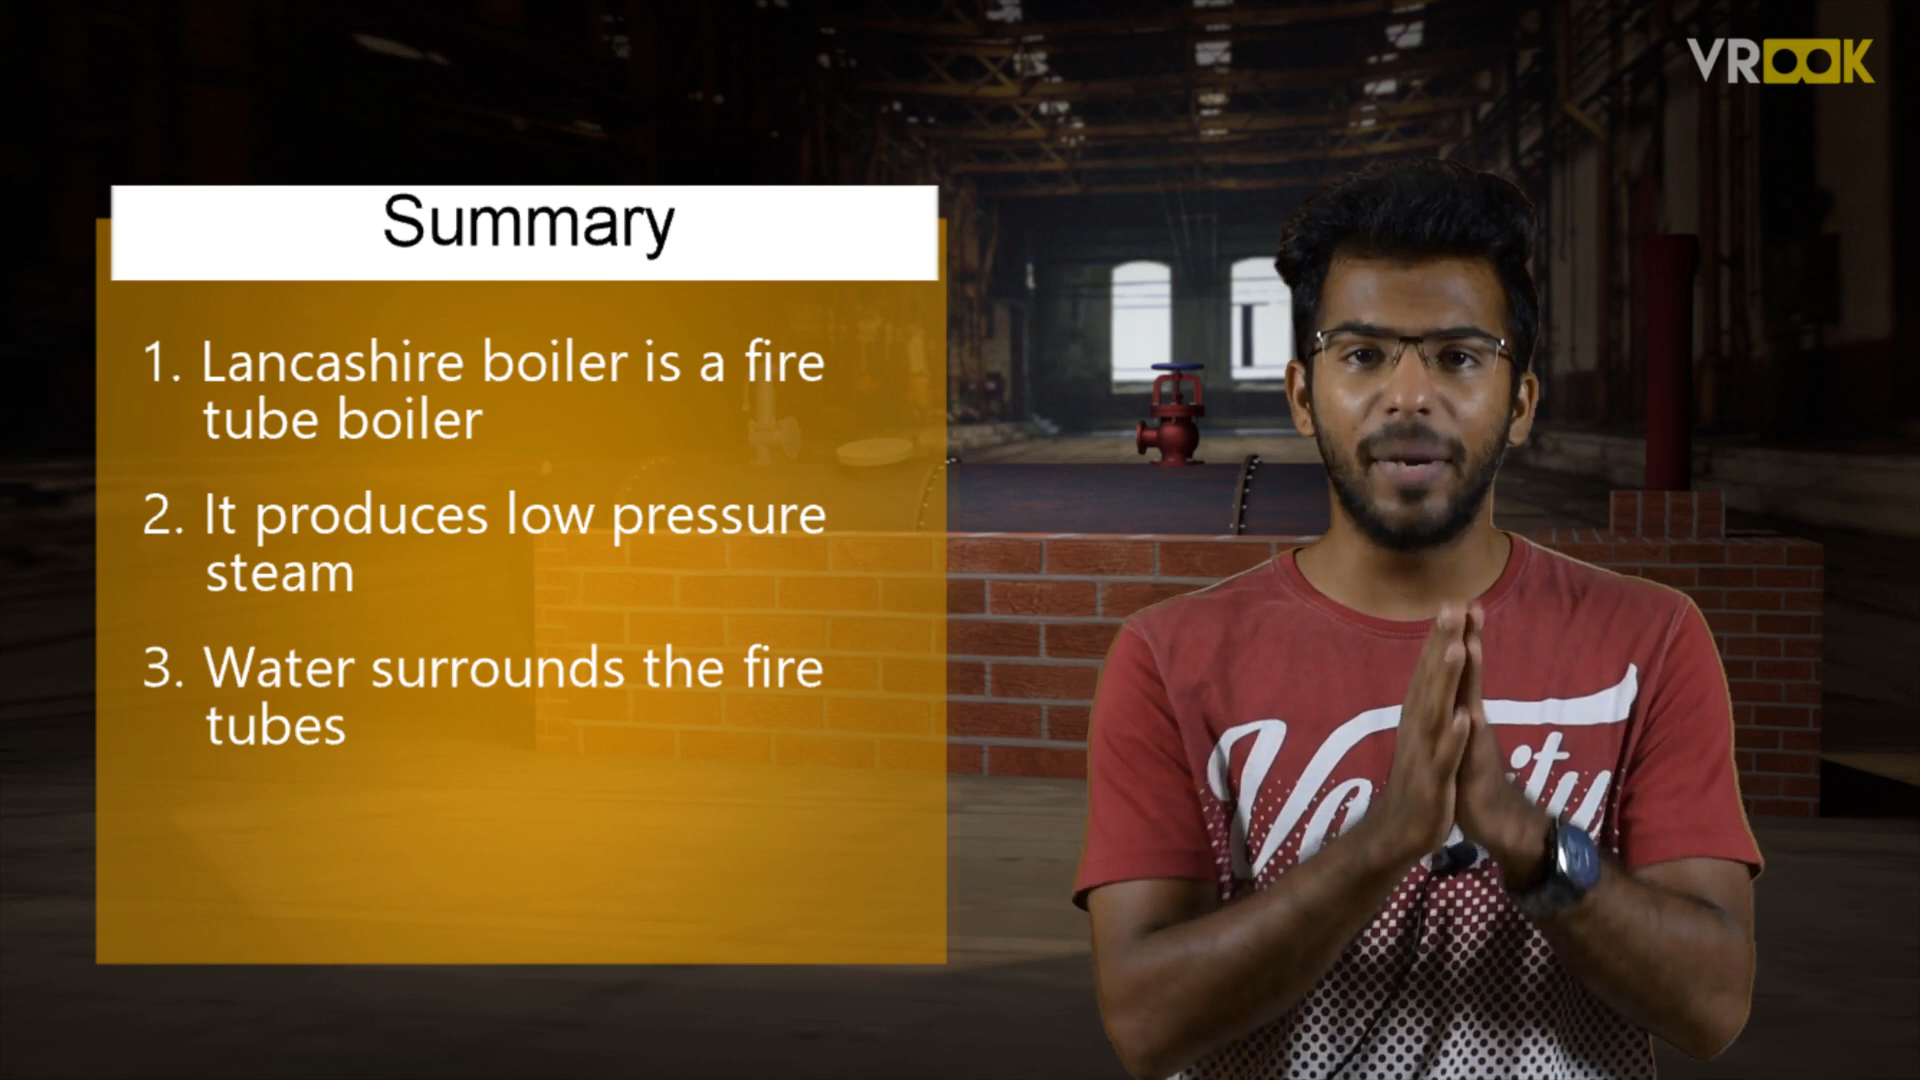 VROOK
Summary
1. Lancashire boiler is a fire
tube boiler
2. It produces low pressure
steam
3. Water surrounds the fire
tubes